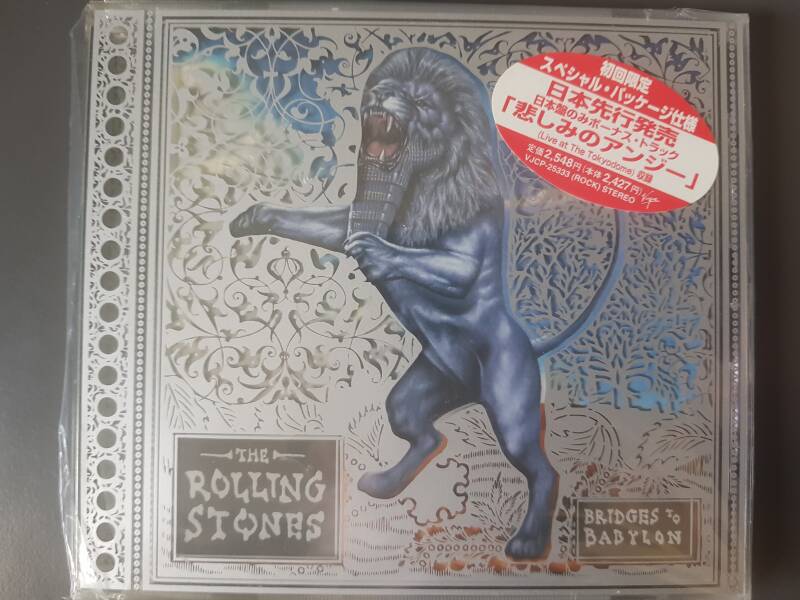 初回限定
スペシャル・パッケージ仕様
日本先行発売
日本盤のみボーナス・トラック
「悲しみのアンジー」
(Live at The Tokyodome) 収録
定価2,548円(本体2,427円)
VJCP-25333 (ROCK) STEREO
Virgin
THE
ROLLING
STONES
BRIDGES TO
BABYLON